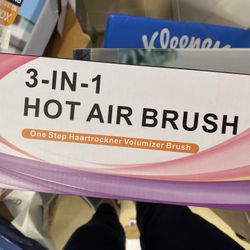 Kleenex
3-IN-1
HOT AIR BRUSH
One Step Haartrockner Volumizer Brush